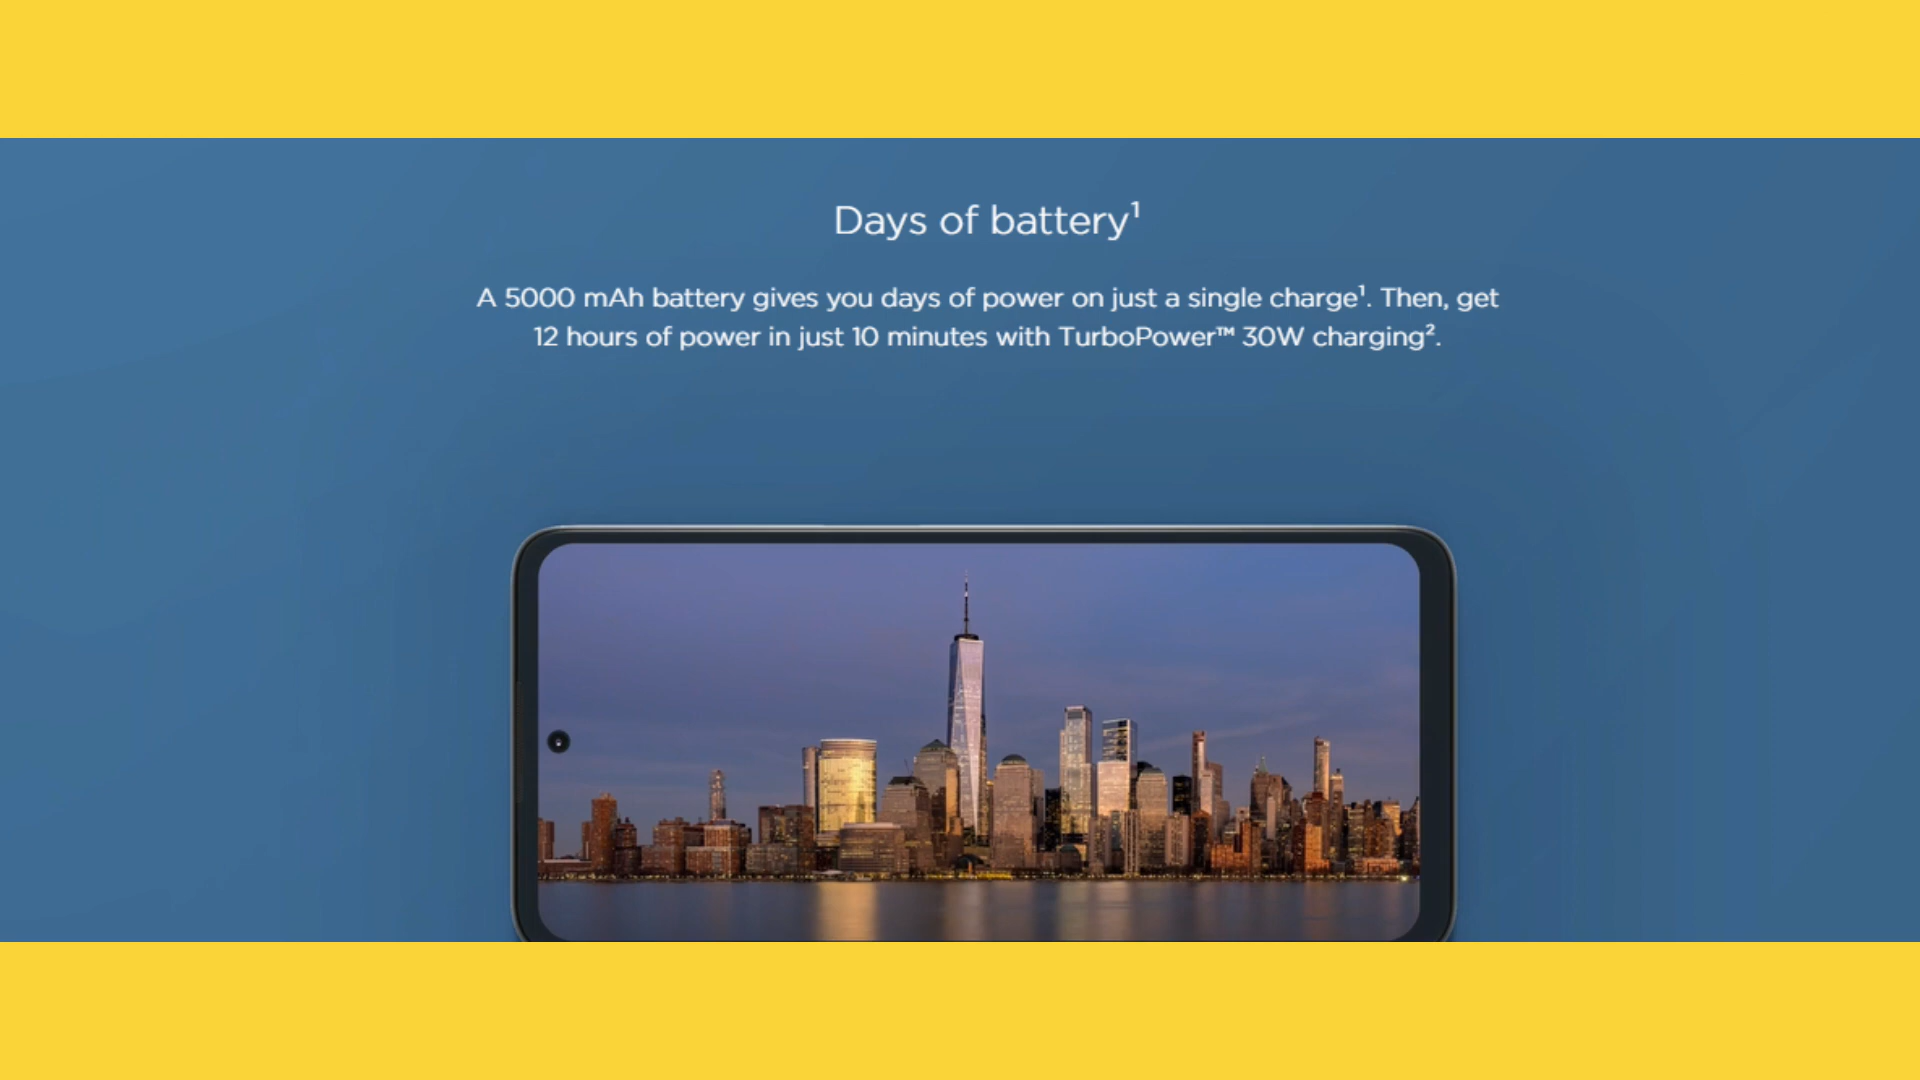 Days of battery¹
A 5000 mAh battery gives you days of power on just a single charge¹. Then, get
12 hours of power in just 10 minutes with TurboPower™ 30W charging².